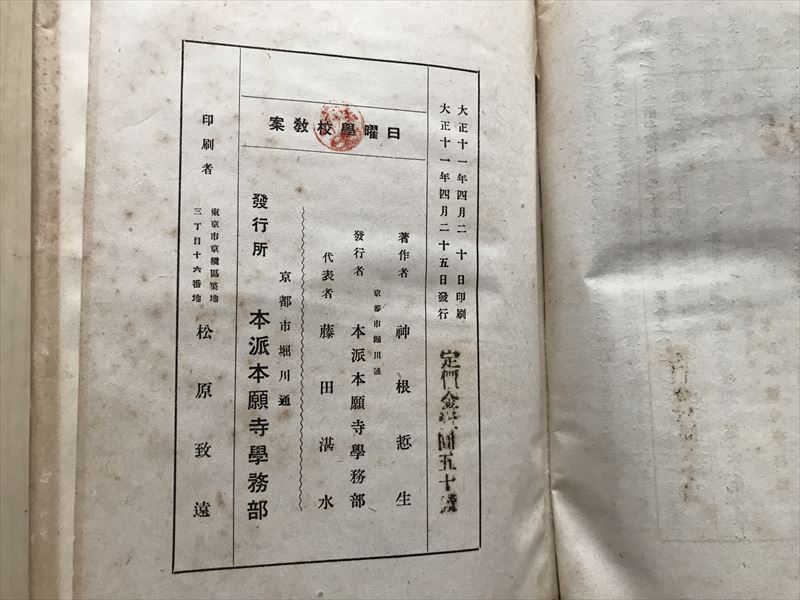 大正十一年四月二十日印刷
大正十一年四月二十五日發行
定價金 圓五十錢
日曜學校教案
著作者 神根悊生
京都市堀川通
發行者 本派本願寺學務部
代表者 藤田湛水
京都市堀川通
發行所 本派本願寺學務部
東京市京橋區築地
三丁目十六番地
印刷者 松原致遠